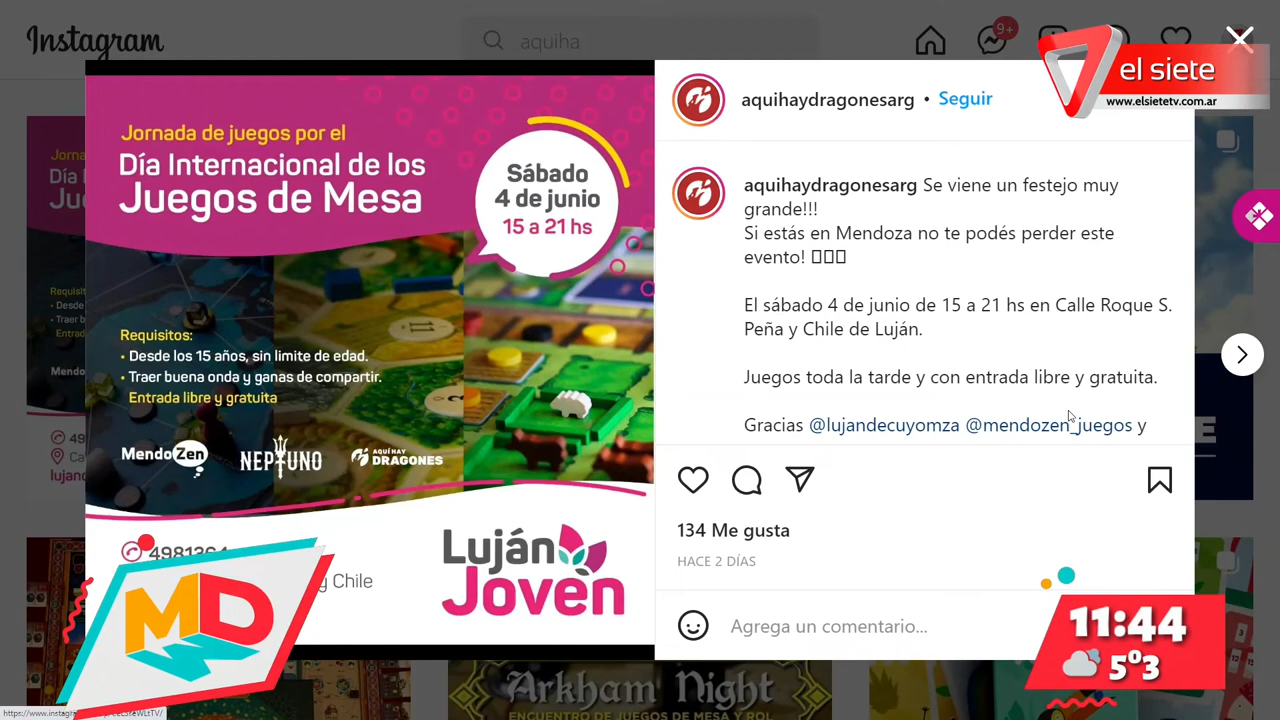 Instagram
aquiha
9+
el siete
www.elsietetv.com.ar
Jornada de juegos por el
Día Internacional de los
Juegos de Mesa
Sábado
4 de junio
15 a 21 hs
Requisitos:
• Desde los 15 años, sin limite de edad.
• Traer buena onda y ganas de compartir.
Entrada libre y gratuita
MendoZen
NEPTUNO
AQUÍ HAY
DRAGONES
Luján
Joven
y Chile
aquihaydragonesarg • Seguir
aquihaydragonesarg Se viene un festejo muy
grande!!!
Si estás en Mendoza no te podés perder este
evento!
El sábado 4 de junio de 15 a 21 hs en Calle Roque S.
Peña y Chile de Luján.
Juegos toda la tarde y con entrada libre y gratuita.
Gracias @lujandecuyomza @mendozen_juegos y
134 Me gusta
HACE 2 DÍAS
Agrega un comentario...
MD
11:44
5º3
Arkham Night
ENCUENTRO DE JUEGOS DE MESA Y ROL